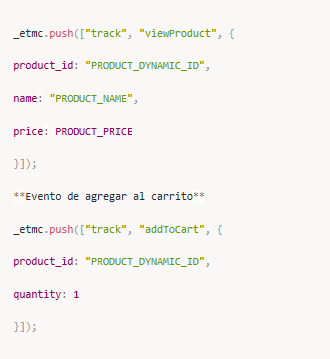 _etmc.push(["track", "viewProduct", {
product_id: "PRODUCT_DYNAMIC_ID",
name: "PRODUCT_NAME",
price: PRODUCT_PRICE
}]);
**Evento de agregar al carrito**
_etmc.push(["track", "addToCart", {
product_id: "PRODUCT_DYNAMIC_ID",
quantity: 1
}]);